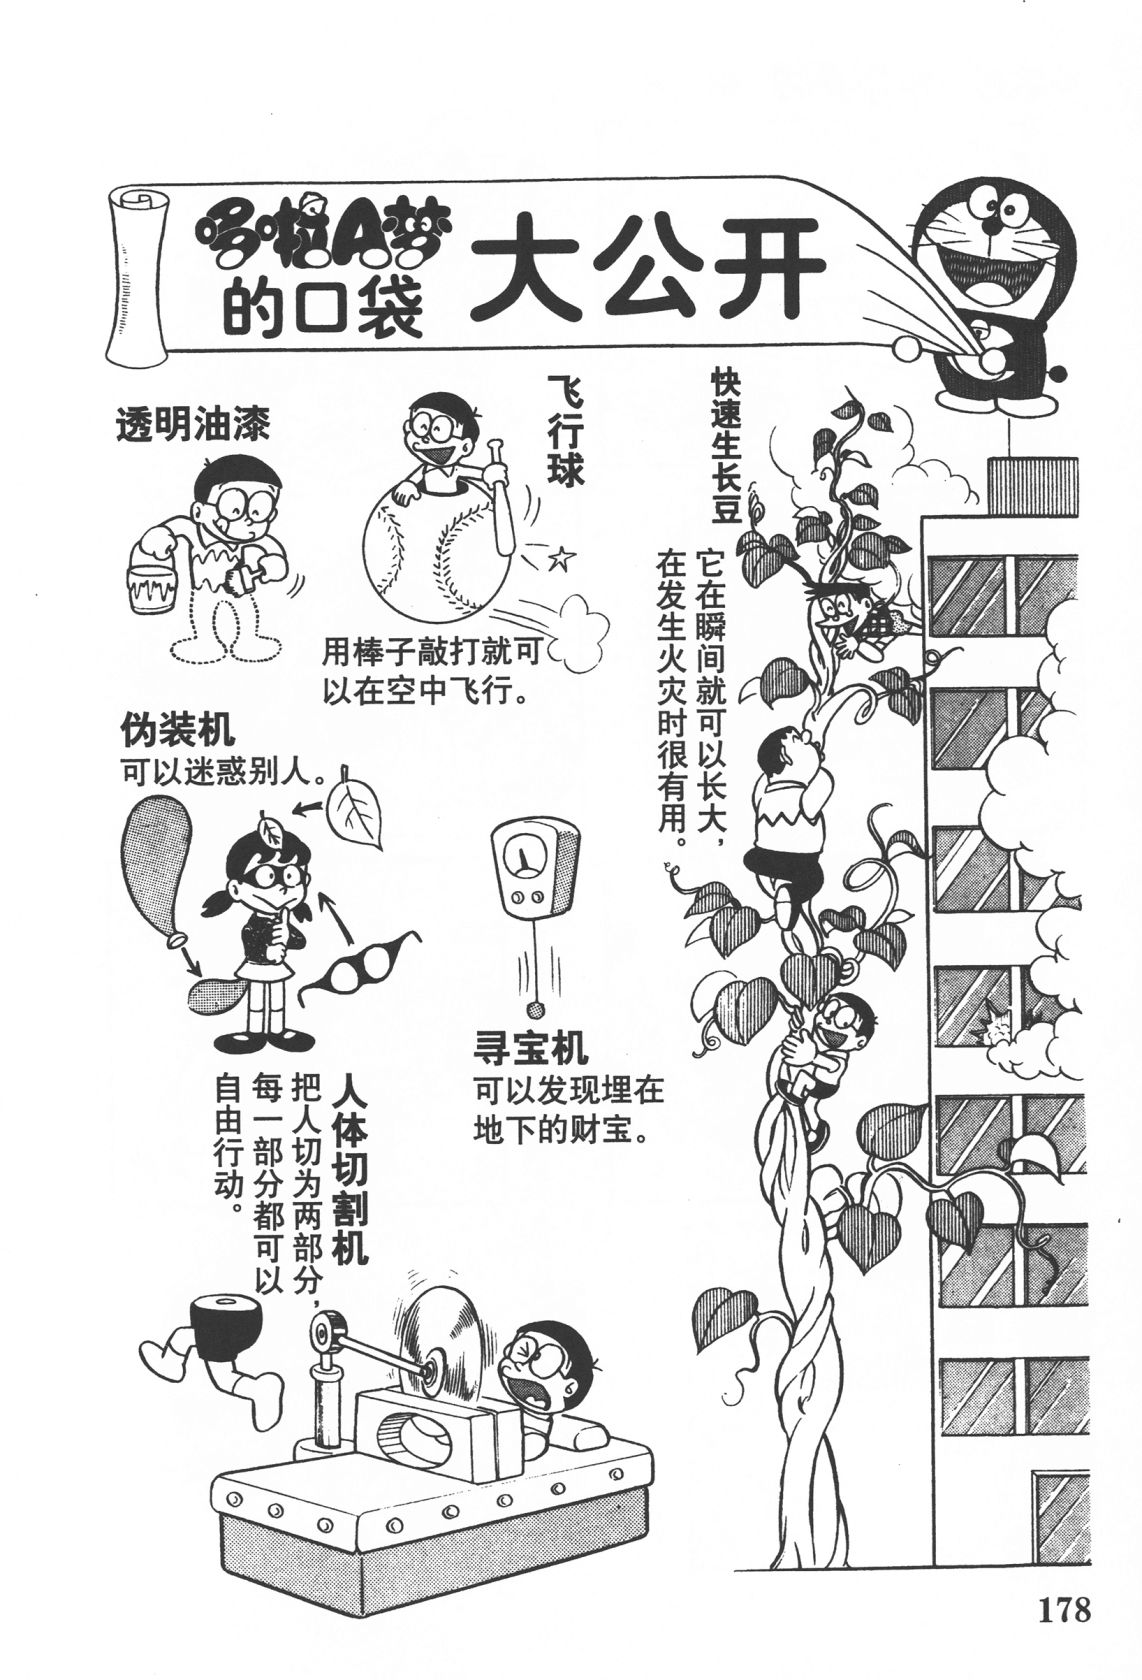 哆啦A梦
的口袋
大公开
透明油漆
飞行球
用棒子敲打就可
以在空中飞行。
快速生长豆
它在瞬间就可以长大，
在发生火灾时很有用。
伪装机
可以迷惑别人。
寻宝机
可以发现埋在
地下的财宝。
人体切割机
把人切为两部分，
每一部分都可以
自由行动。
178